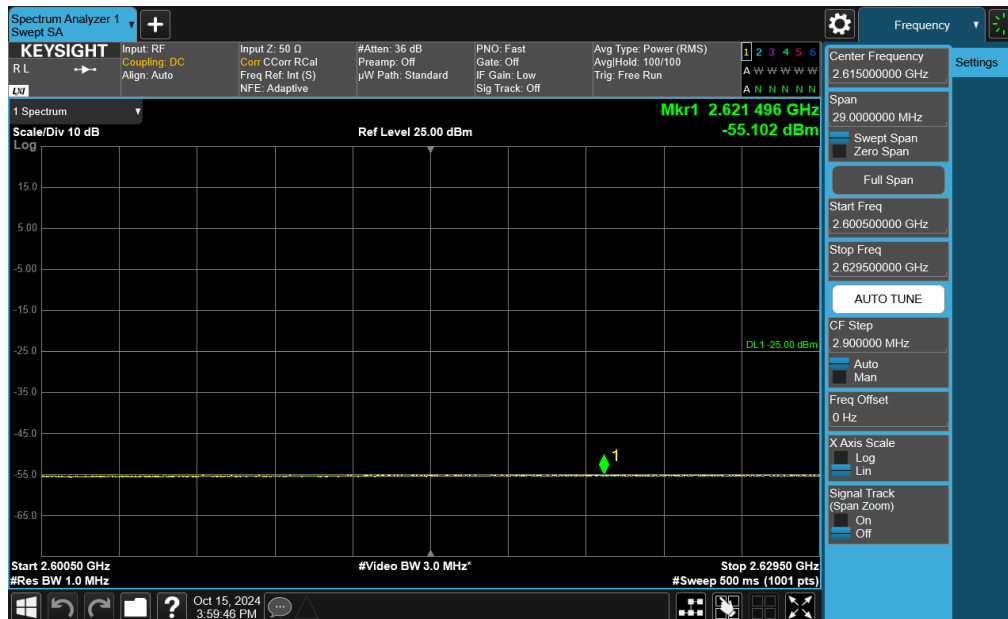 Spectrum Analyzer 1
Swept SA
+
Frequency
KEYSIGHT
R L
LXI
Input: RF
Coupling: DC
Align: Auto
Input Z: 50 Ω
Corr CCorr RCal
Freq Ref: Int (S)
NFE: Adaptive
#Atten: 36 dB
Preamp: Off
µW Path: Standard
PNO: Fast
Gate: Off
IF Gain: Low
Sig Track: Off
Avg Type: Power (RMS)
Avg|Hold: 100/100
Trig: Free Run
1 2 3 4 5 6
A W W W W W
A N N N N N
1 Spectrum
Scale/Div 10 dB
Log
Ref Level 25.00 dBm
Mkr1 2.621 496 GHz
-55.102 dBm
15.0
5.00
-5.00
-15.0
-25.0
DL1 -25.00 dBm
-35.0
-45.0
1
-55.0
-65.0
Start 2.60050 GHz
#Res BW 1.0 MHz
#Video BW 3.0 MHz*
Stop 2.62950 GHz
#Sweep 500 ms (1001 pts)
?
Oct 15, 2024
3:59:46 PM
Settings
Center Frequency
2.615000000 GHz
Span
29.0000000 MHz
Swept Span
Zero Span
Full Span
Start Freq
2.600500000 GHz
Stop Freq
2.629500000 GHz
AUTO TUNE
CF Step
2.900000 MHz
Auto
Man
Freq Offset
0 Hz
X Axis Scale
Log
Lin
Signal Track
(Span Zoom)
On
Off